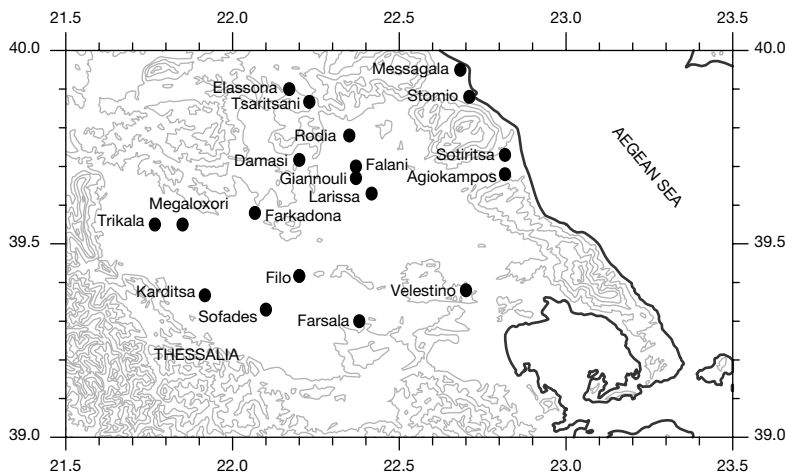 21.5 22.0 22.5 23.0 23.5
40.0 40.0
Messagala
Elassona
Stomio
Tsaritsani
Rodia
AEGEAN SEA
Damasi
Falani
Sotiritsa
Giannouli
Agiokampos
Larissa
Megaloxori
Farkadona
Trikala
39.5 39.5
Filo
Karditsa
Velestino
Sofades
Farsala
THESSALIA
39.0 39.0
21.5 22.0 22.5 23.0 23.5